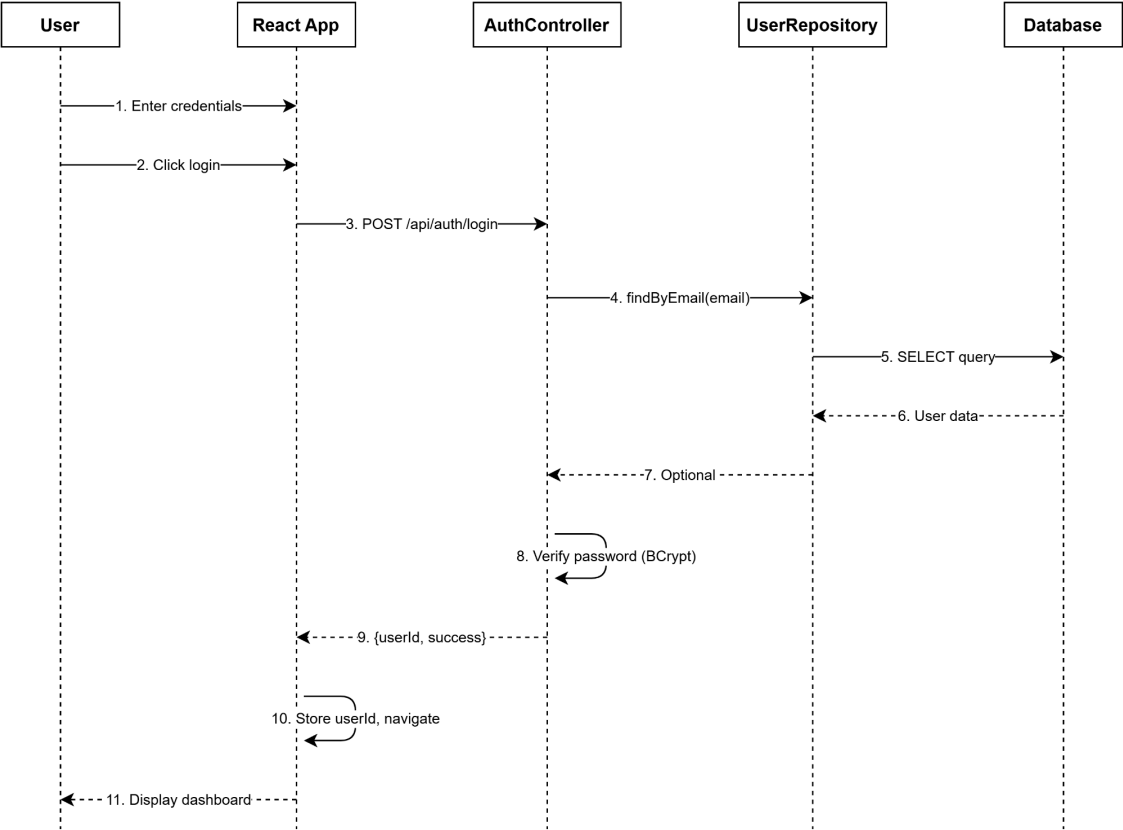 User
React App
AuthController
UserRepository
Database
1. Enter credentials
2. Click login
3. POST /api/auth/login
4. findByEmail(email)
5. SELECT query
6. User data
7. Optional
8. Verify password (BCrypt)
9. {userId, success}
10. Store userId, navigate
11. Display dashboard